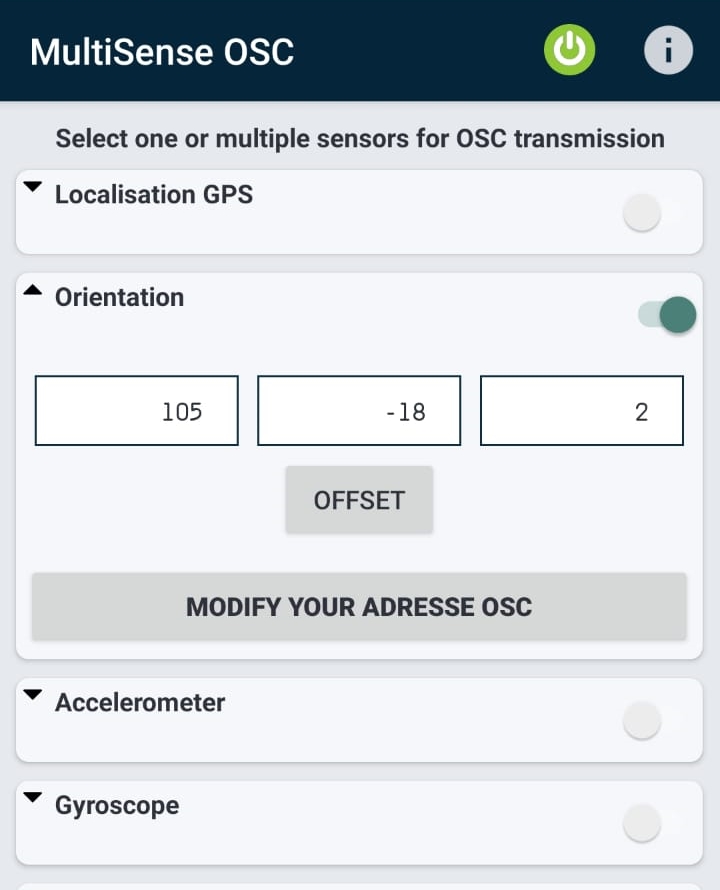 MultiSense OSC
Select one or multiple sensors for OSC transmission
Localisation GPS
Orientation
105 -18 2
OFFSET
MODIFY YOUR ADRESSE OSC
Accelerometer
Gyroscope